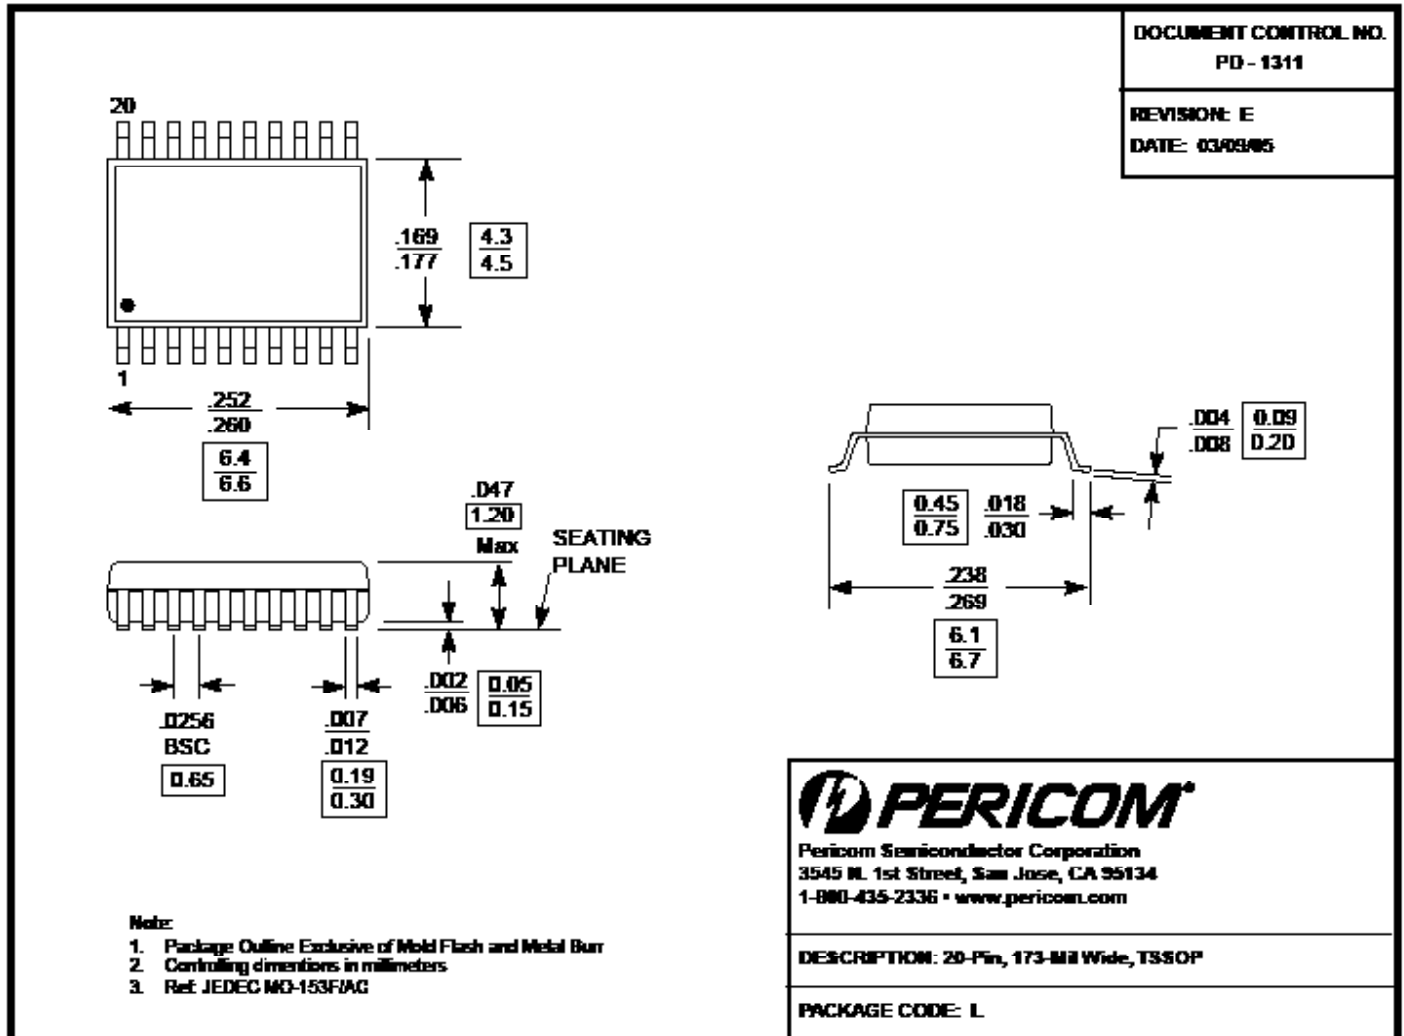 DOCUMENT CONTROL NO.
PD - 1311
REVISION: E
DATE: 03/09/05
20
.169
.177
4.3
4.5
1
.252
.260
6.4
6.6
.047
1.20
Max
SEATING
PLANE
.004
.008
0.09
0.20
0.45
0.75
.018
.030
.238
.269
6.1
6.7
.002
.006
0.05
0.15
.0256
BSC
0.65
.007
.012
0.19
0.30
PERICOM
Pericom Semiconductor Corporation
3545 N. 1st Street, San Jose, CA 95134
1-800-435-2336 • www.pericom.com
Note:
1. Package Outline Exclusive of Mold Flash and Metal Burr
2. Controlling dimentions in millimeters
3. Ref: JEDEC MO-153F/AC
DESCRIPTION: 20-Pin, 173-Mil Wide, TSSOP
PACKAGE CODE: L